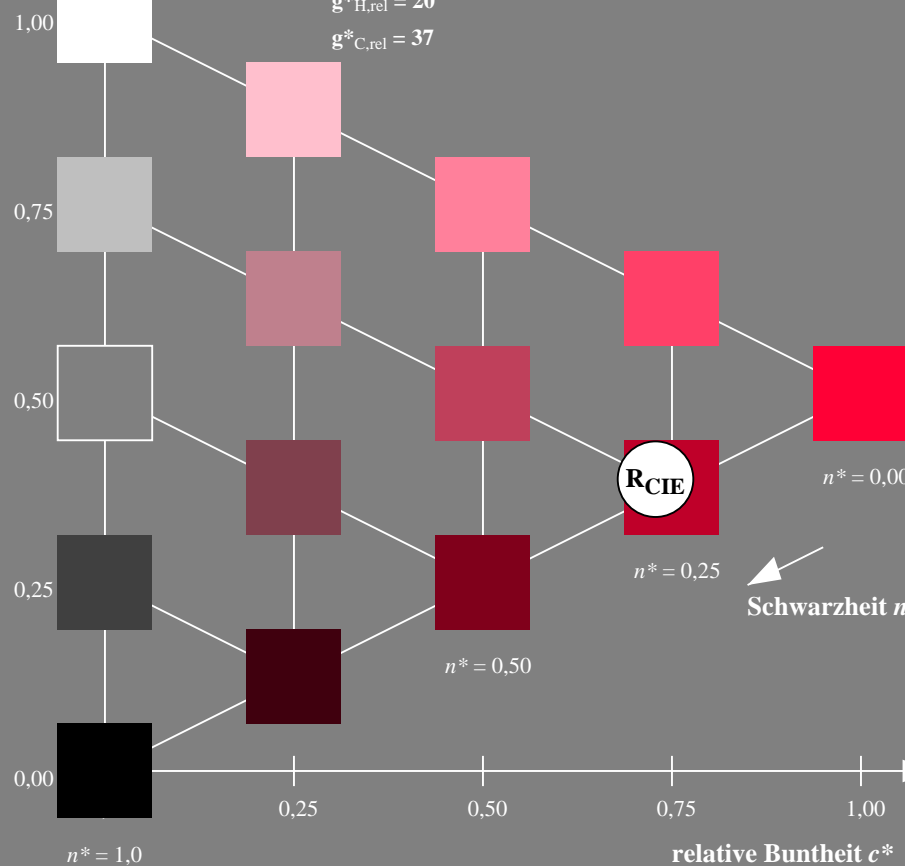 g*H,rel = 20
1,00
g*C,rel = 37
0,75
0,50
n* = 0,00
RCIE
n* = 0,25
0,25
Schwarzheit n
n* = 0,50
0,00
0,25
0,50
0,75
1,00
n* = 1,0
relative Buntheit c*